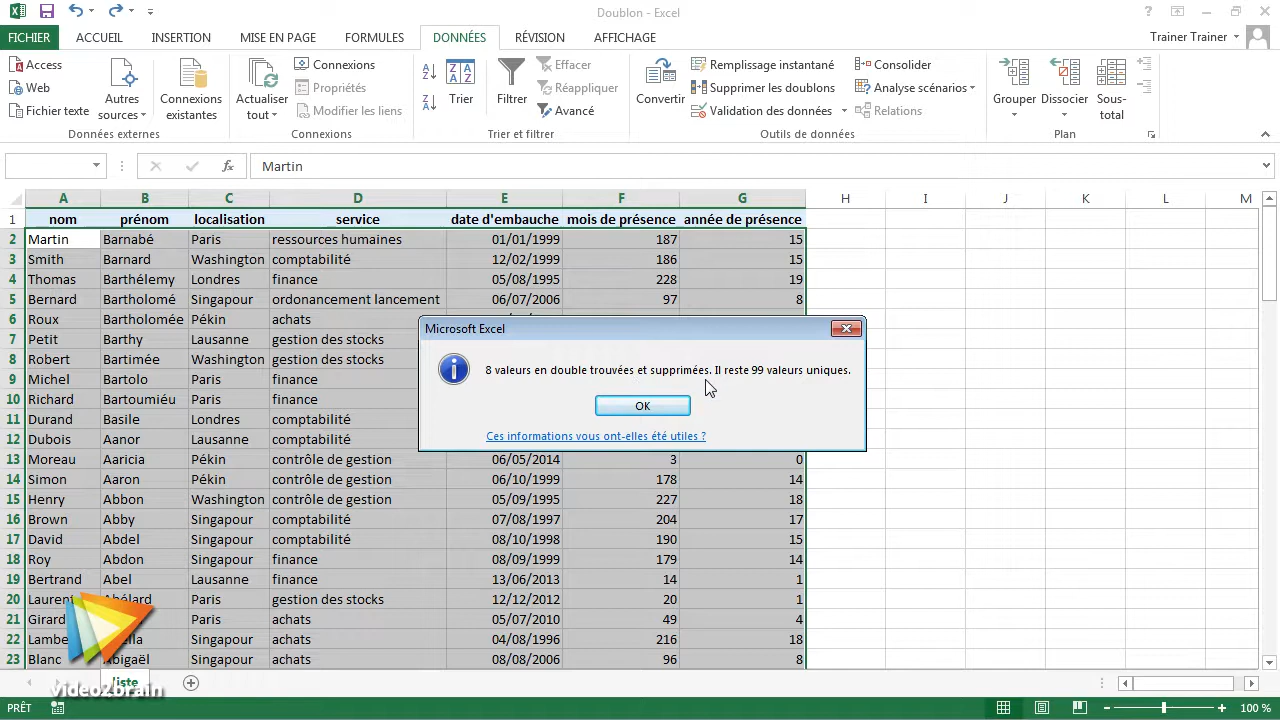 Doublon - Excel
FICHIER ACCUEIL INSERTION MISE EN PAGE FORMULES DONNÉES RÉVISION AFFICHAGE Trainer Trainer
Access
Web
Fichier texte
Autres sources
Connexions existantes
Données externes
Actualiser tout
Connexions
Propriétés
Modifier les liens
Connexions
Trier
Filtrer
Effacer
Réappliquer
Avancé
Trier et filtrer
Convertir
Remplissage instantané
Supprimer les doublons
Validation des données
Consolider
Analyse scénarios
Relations
Outils de données
Grouper
Dissocier
Sous-total
Plan
fx Martin
A B C D E F G H I J K L M
1 nom prénom localisation service date d'embauche mois de présence année de présence
2 Martin Barnabé Paris ressources humaines 01/01/1999 187 15
3 Smith Barnard Washington comptabilité 12/02/1999 186 15
4 Thomas Barthélemy Londres finance 05/08/1995 228 19
5 Bernard Bartholomé Singapour ordonancement lancement 06/07/2006 97 8
6 Roux Bartholomée Pékin achats
7 Petit Barthy Lausanne gestion des stocks
8 Robert Bartimée Washington gestion des stocks
9 Michel Bartolo Paris finance
10 Richard Bartoumiéu Paris finance
11 Durand Basile Londres comptabilité
12 Dubois Aanor Lausanne comptabilité
13 Moreau Aaricia Pékin contrôle de gestion 06/05/2014 3 0
14 Simon Aaron Pékin contrôle de gestion 06/10/1999 178 14
15 Henry Abbon Washington contrôle de gestion 05/09/1995 227 18
16 Brown Abby Singapour comptabilité 07/08/1997 204 17
17 David Abdel Singapour comptabilité 08/10/1998 190 15
18 Roy Abdon Singapour finance 08/09/1999 179 14
19 Bertrand Abel Lausanne finance 13/06/2013 14 1
20 Laurent Abélard Paris gestion des stocks 12/12/2012 20 1
21 Girard Paris achats 05/07/2010 49 4
22 Singapour achats 04/08/1996 216 18
23 Blanc Abigaël Singapour achats 08/08/2006 96 8
Microsoft Excel
8 valeurs en double trouvées et supprimées. Il reste 99 valeurs uniques.
OK
Ces informations vous ont-elles été utiles ?
liste
video2brain
PRÊT 100 %